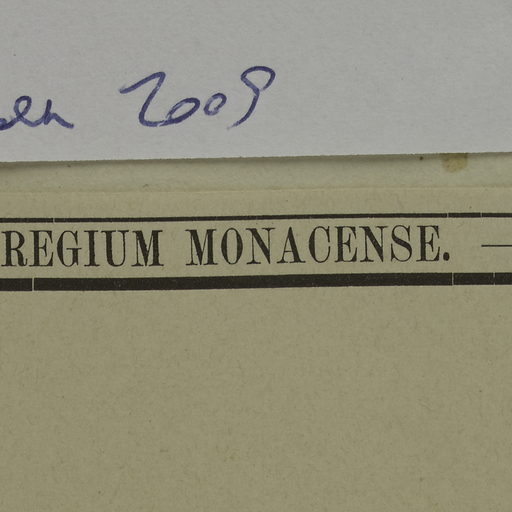 2009
REGIUM MONACENSE. —